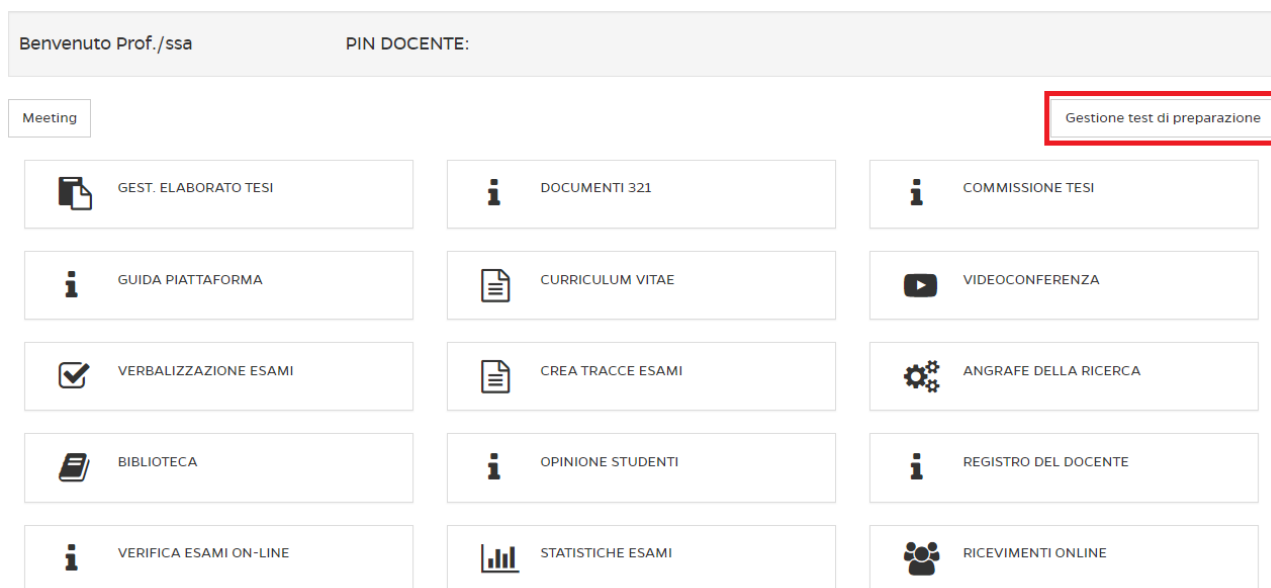 Benvenuto Prof./ssa PIN DOCENTE:
Meeting Gestione test di preparazione
GEST. ELABORATO TESI DOCUMENTI 321 COMMISSIONE TESI
GUIDA PIATTAFORMA CURRICULUM VITAE VIDEOCONFERENZA
VERBALIZZAZIONE ESAMI CREA TRACCE ESAMI ANGRAFE DELLA RICERCA
BIBLIOTECA OPINIONE STUDENTI REGISTRO DEL DOCENTE
VERIFICA ESAMI ON-LINE STATISTICHE ESAMI RICEVIMENTI ONLINE